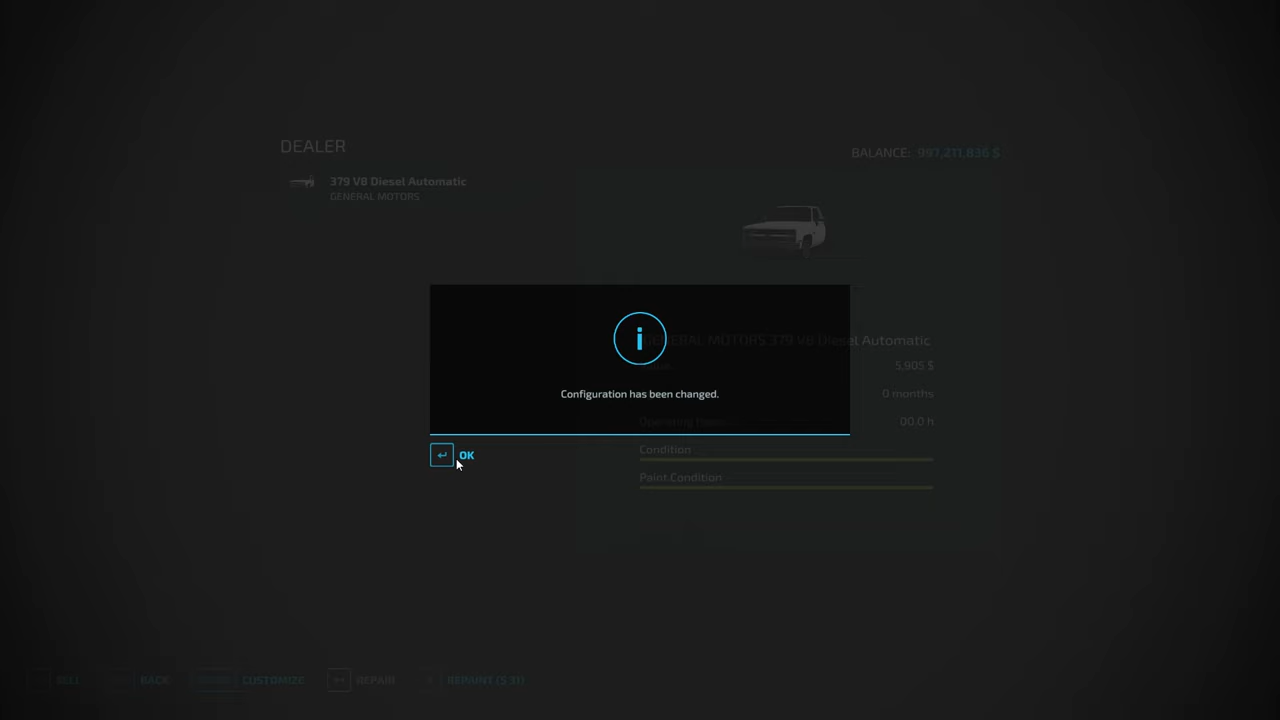 DEALER
BALANCE: 997,211,836 $
379 V8 Diesel Automatic
GENERAL MOTORS
i
GENERAL MOTORS 379 V8 Diesel Automatic
5,905 $
Configuration has been changed.
0 months
00.0 h
Condition
OK
Paint Condition
SELL
BACK
CUSTOMIZE
REPAIR
REPAINT (5 $)